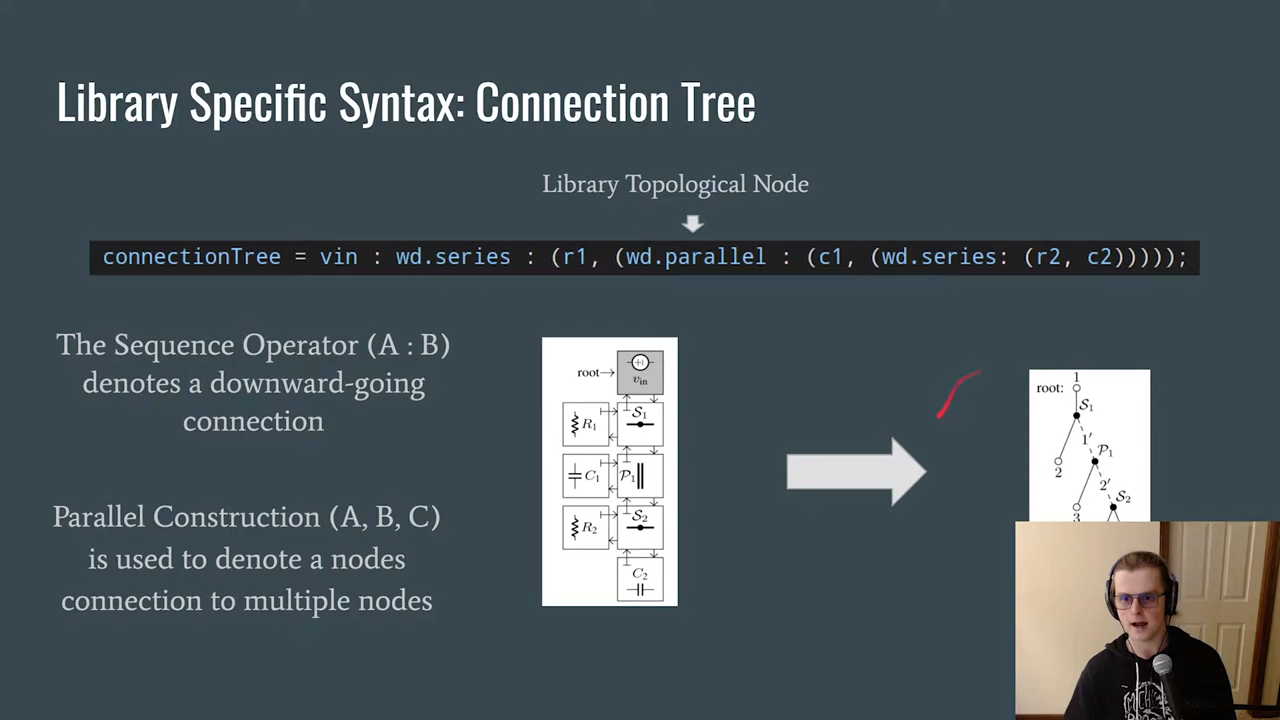 Library Specific Syntax: Connection Tree
Library Topological Node
connectionTree = vin : wd.series : (r1, (wd.parallel : (c1, (wd.series: (r2, c2)))));
The Sequence Operator (A : B)
denotes a downward-going
connection
Parallel Construction (A, B, C)
is used to denote a nodes
connection to multiple nodes
root→
vin
R1
S1
C1
P1
R2
S2
C2
root:
1
S1
1′
P1
2
2′
S2
3